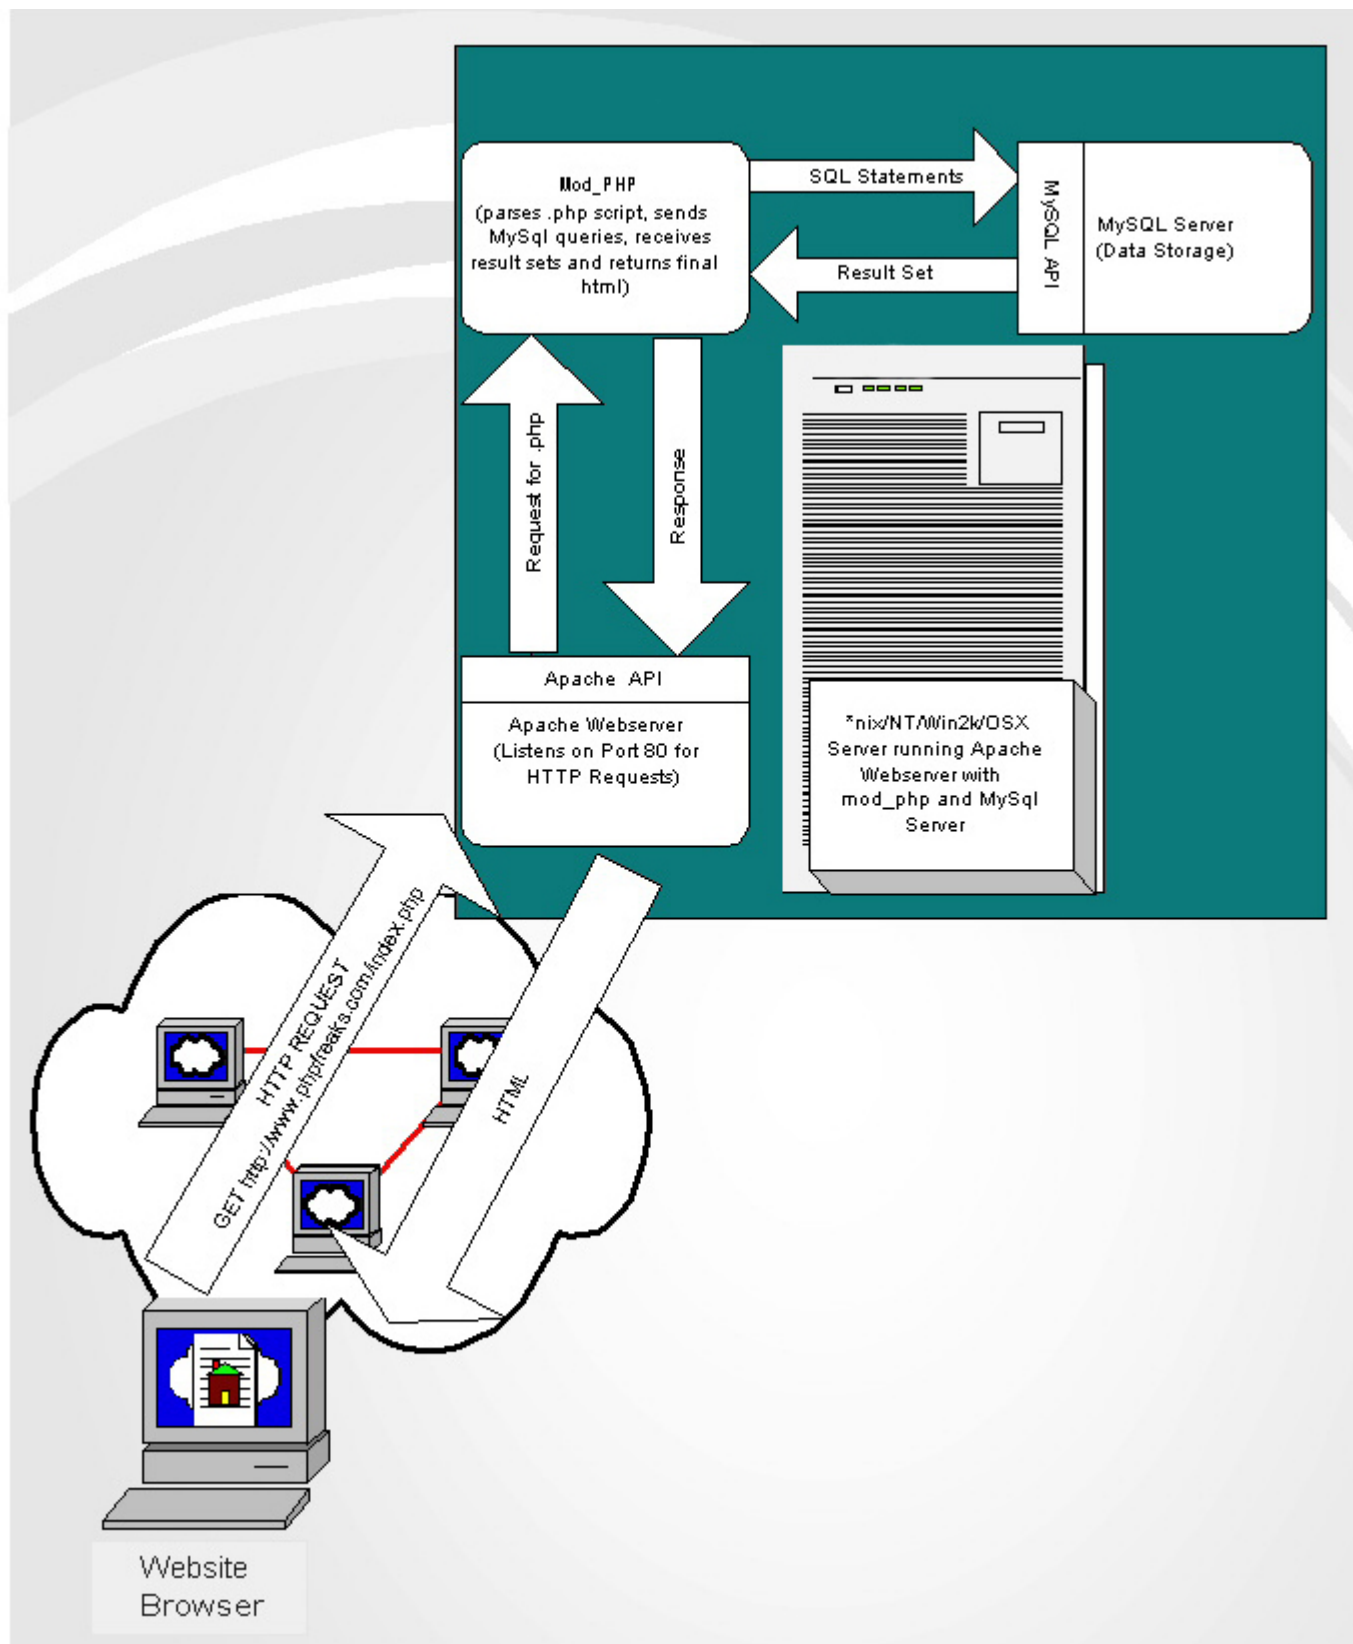 Mod_PHP
(parses .php script, sends
MySql queries, receives
result sets and returns final
html)
SQL Statements
Result Set
MySQL API
MySQL Server
(Data Storage)
Request for .php
Response
Apache API
Apache Webserver
(Listens on Port 80 for
HTTP Requests)
*nix/NT/Win2k/OSX
Server running Apache
Webserver with
mod_php and MySql
Server
HTTP REQUEST
GET http://www.phpfreaks.com/index.php
HTML
Website
Browser